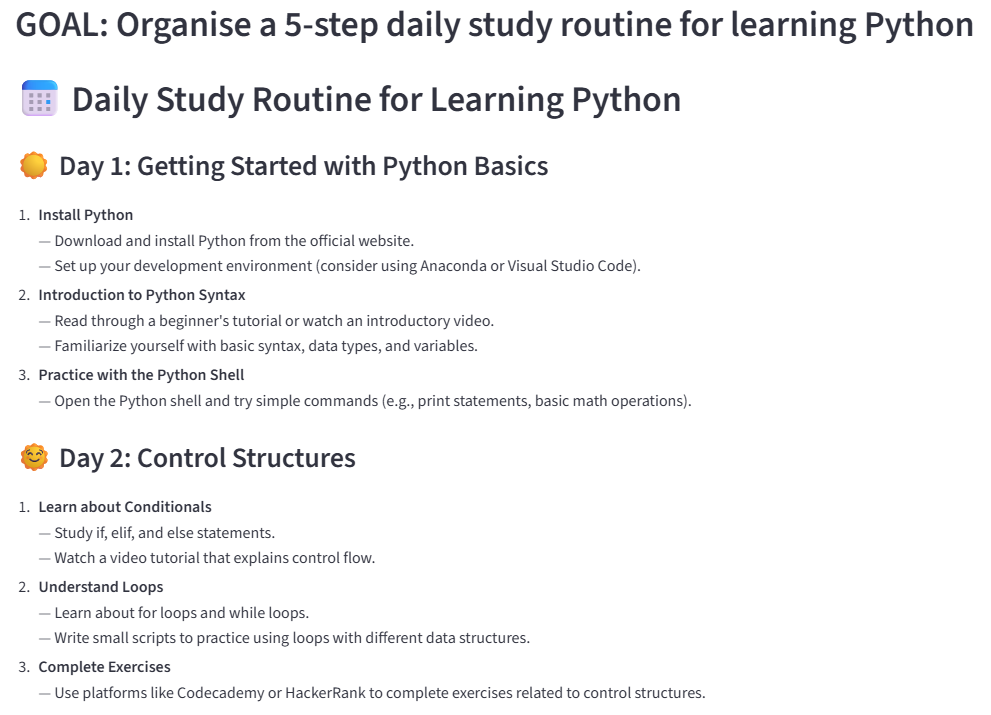 GOAL: Organise a 5-step daily study routine for learning Python
Daily Study Routine for Learning Python
Day 1: Getting Started with Python Basics
1. Install Python
— Download and install Python from the official website.
— Set up your development environment (consider using Anaconda or Visual Studio Code).
2. Introduction to Python Syntax
— Read through a beginner's tutorial or watch an introductory video.
— Familiarize yourself with basic syntax, data types, and variables.
3. Practice with the Python Shell
— Open the Python shell and try simple commands (e.g., print statements, basic math operations).
Day 2: Control Structures
1. Learn about Conditionals
— Study if, elif, and else statements.
— Watch a video tutorial that explains control flow.
2. Understand Loops
— Learn about for loops and while loops.
— Write small scripts to practice using loops with different data structures.
3. Complete Exercises
— Use platforms like Codecademy or HackerRank to complete exercises related to control structures.